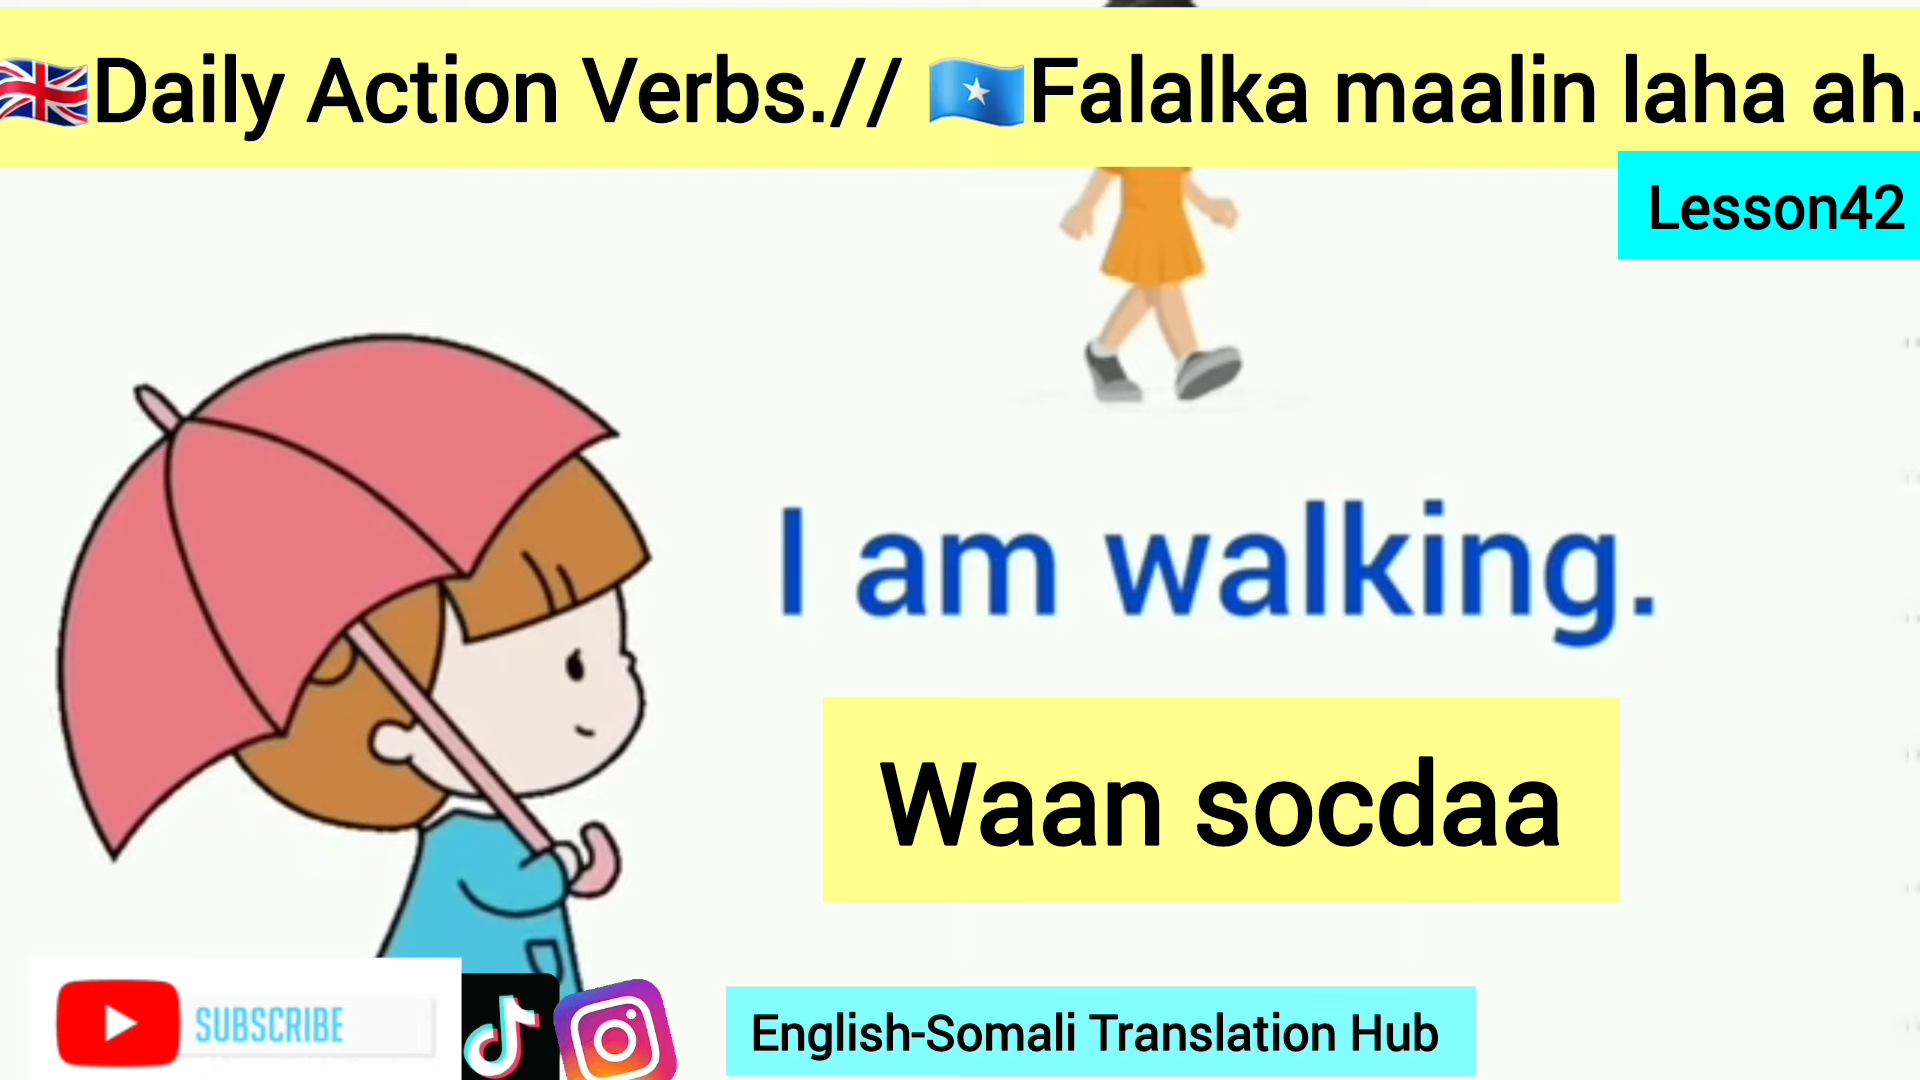 Daily Action Verbs.// Falalka maalin laha ah.
Lesson42
I am walking.
Waan socdaa
SUBSCRIBE
English-Somali Translation Hub